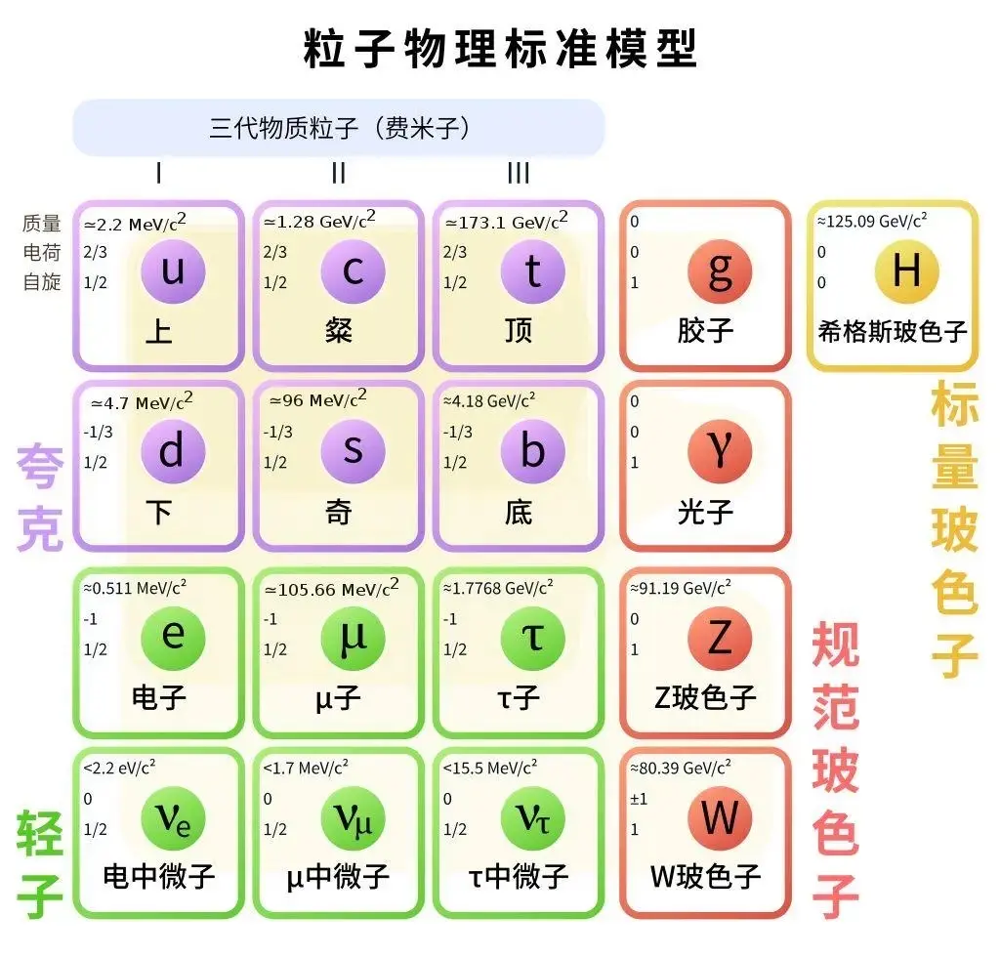 粒子物理标准模型
三代物质粒子（费米子）
I
II
III
质量
电荷
自旋
≃2.2 MeV/c²
2/3
1/2
u
上
≃1.28 GeV/c²
2/3
1/2
c
粲
≃173.1 GeV/c²
2/3
1/2
t
顶
0
0
1
g
胶子
≈125.09 GeV/c²
0
0
H
希格斯玻色子
≃4.7 MeV/c²
-1/3
1/2
d
下
≃96 MeV/c²
-1/3
1/2
s
奇
≈4.18 GeV/c²
-1/3
1/2
b
底
0
0
1
γ
光子
夸克
标量玻色子
≈0.511 MeV/c²
-1
1/2
e
电子
≃105.66 MeV/c²
-1
1/2
μ
μ子
≈1.7768 GeV/c²
-1
1/2
τ
τ子
≈91.19 GeV/c²
0
1
Z
Z玻色子
<2.2 eV/c²
0
1/2
νe
电中微子
<1.7 MeV/c²
0
1/2
νμ
μ中微子
<15.5 MeV/c²
0
1/2
ντ
τ中微子
≈80.39 GeV/c²
±1
1
W
W玻色子
轻子
规范玻色子